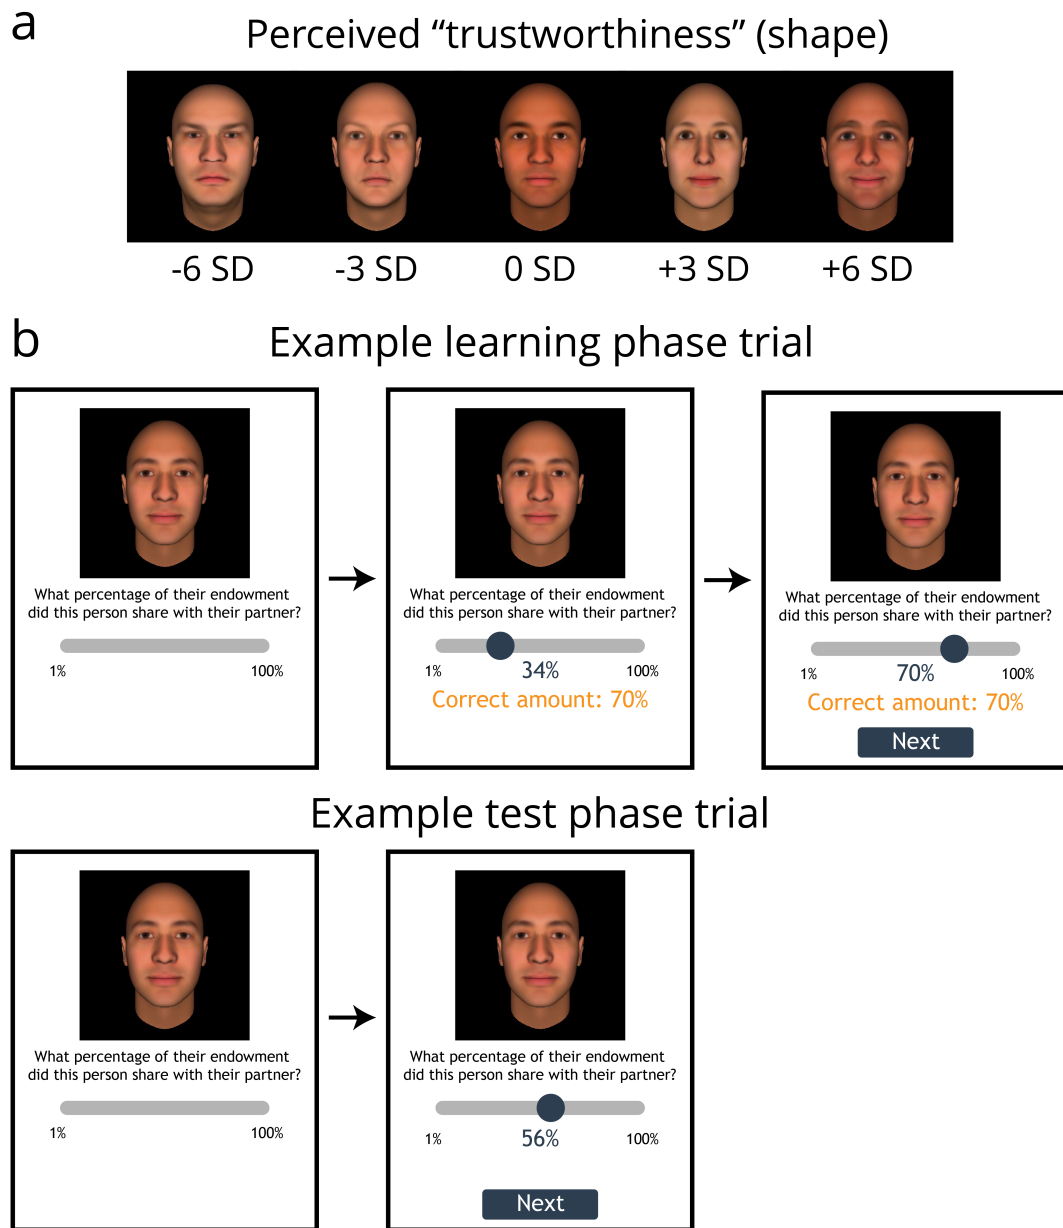 a
Perceived “trustworthiness” (shape)
-6 SD
-3 SD
0 SD
+3 SD
+6 SD
b
Example learning phase trial
What percentage of their endowment
did this person share with their partner?
1%
100%
What percentage of their endowment
did this person share with their partner?
1%
34%
100%
Correct amount: 70%
What percentage of their endowment
did this person share with their partner?
1%
70%
100%
Correct amount: 70%
Next
Example test phase trial
What percentage of their endowment
did this person share with their partner?
1%
100%
What percentage of their endowment
did this person share with their partner?
1%
56%
100%
Next